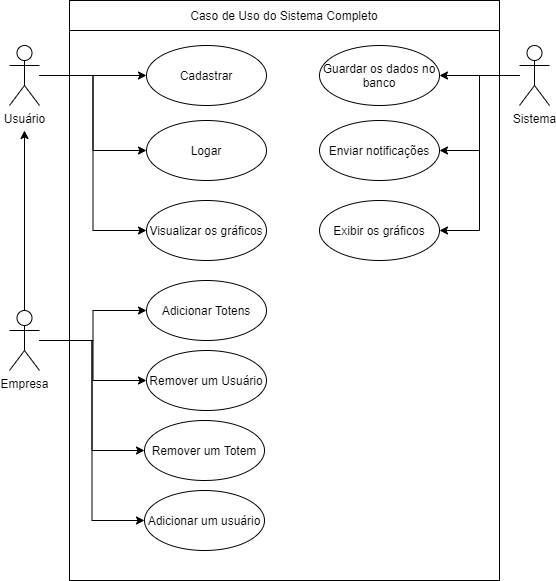 Caso de Uso do Sistema Completo
Usuário
Cadastrar
Guardar os dados no
banco
Sistema
Logar
Enviar notificações
Visualizar os gráficos
Exibir os gráficos
Empresa
Adicionar Totens
Remover um Usuário
Remover um Totem
Adicionar um usuário